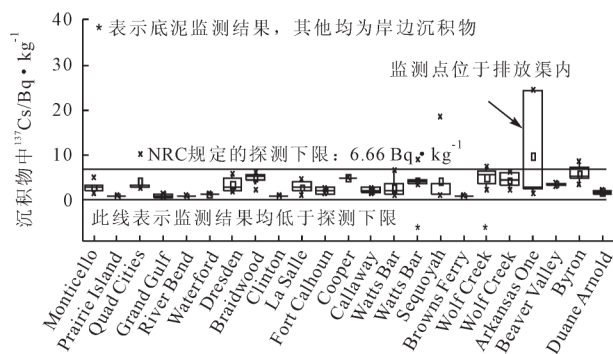 沉积物中¹³⁷Cs/Bq•kg⁻¹
40
30
20
10
0
* 表示底泥监测结果，其他均为岸边沉积物
监测点位于排放渠内
NRC规定的探测下限：6.66 Bq•kg⁻¹
此线表示监测结果均低于探测下限
*
*
Monticello
Prairie Island
Quad Cities
Grand Gulf
River Bend
Waterford
Dresden
Braidwood
Clinton
La Salle
Fort Calhoun
Cooper
Callaway
Watts Bar
Watts Bar
Sequoyah
Browns Ferry
Wolf Creek
Wolf Creek
Arkansas One
Beaver Valley
Byron
Duane Arnold